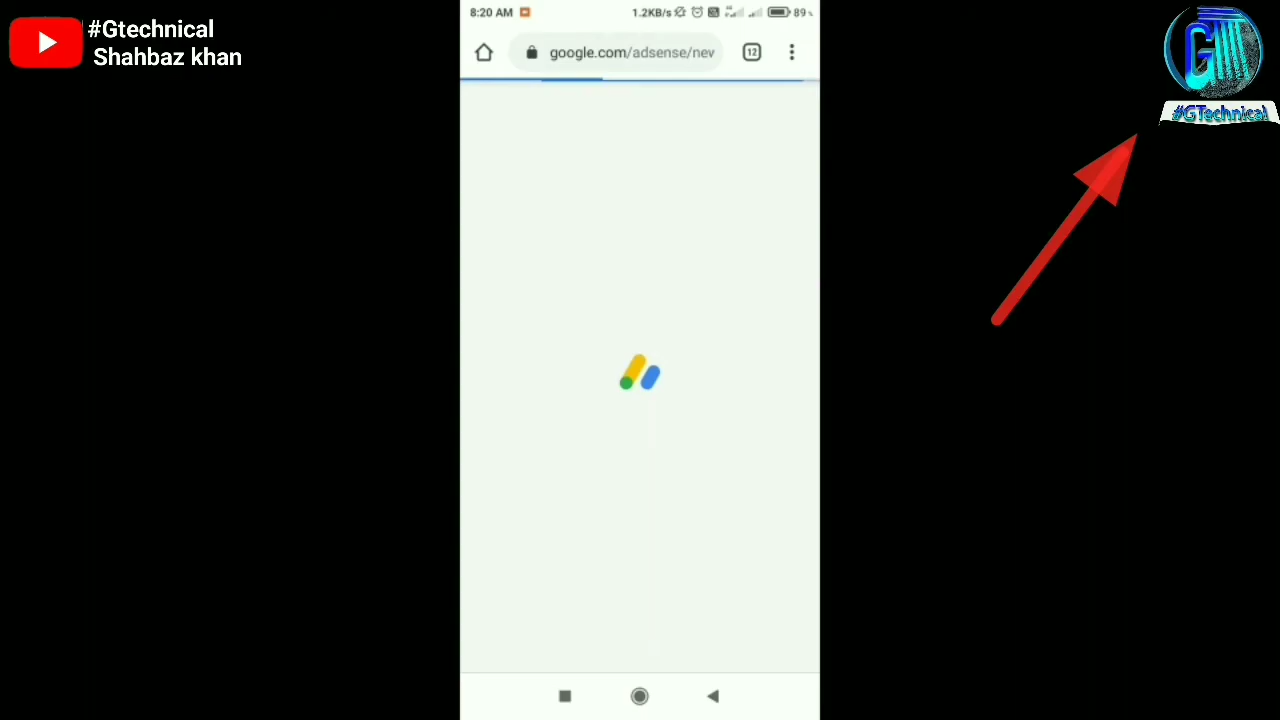 #Gtechnical
Shahbaz khan
8:20 AM
1.2KB/s
89
google.com/adsense/nev
12
#GTechnical